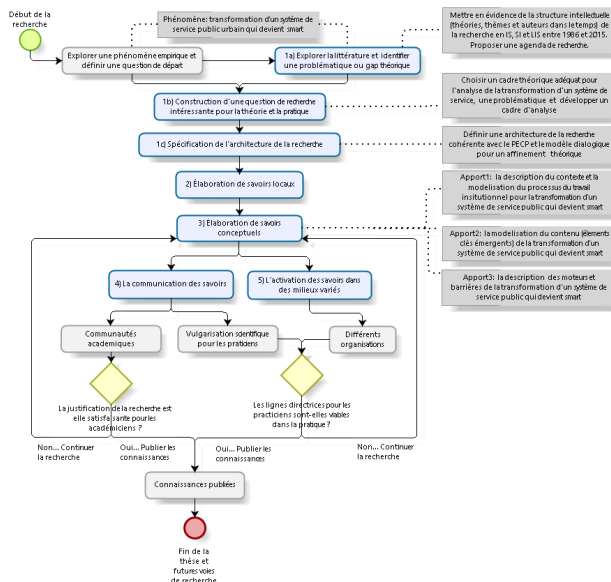 Début de la
recherche
Phénomène: transformation d'un système de
service public urbain qui devient smart
Mettre en évidence de la structure intellectuelle
(théories, thèmes et auteurs dans le temps) de
la recherche en IS, SI et LIS entre 1986 et 2015.
Proposer une agenda de recherche.
Explorer une phénomène empirique et
définir une question de départ
1a) Explorer la littérature et identifier
une problématique ou gap théorique
1b) Construction d'une question de recherche
intéressante pour la théorie et la pratique
Choisir un cadre théorique adéquat pour
l'analyse de la transformation d'un système de
service, une problématique et développer un
cadre d'analyse
1c) Spécification de l'architecture de la recherche
Définir une architecture de la recherche
cohérente avec le PECP et le modèle dialogique
pour un affinement théorique
2) Élaboration de savoirs locaux
Apport1: la description du contexte et la
modelisation du processus du travail
insitutionnel pour la transformation d'un
système de service public qui devient smart
3) Élaboration de savoirs
conceptuels
Apport2: la modelisation du contenu (élements
clés émergents) de la transformation d'un
système de service public qui devient smart
4) La communication des savoirs
5) L'activation des savoirs dans
des milieux variés
Apport3: la description des moteurs et
barrières de la transformation d'un système de
service public qui devient smart
Communautés
académiques
Vulgarisation scientifique
pour les praticiens
Différents
organisations
La justification de la recherche est
elle satisfaisante pour les
académiciens ?
Les lignes directrices pour les
practiciens sont-elles viables
dans la pratique ?
Non... Continuer
la recherche
Oui... Publier les
connaissances
Oui... Publier les
connaissances
Non... Continuer
la recherche
Connaissances publiées
Fin de la
thèse et
futures voies
de recherche